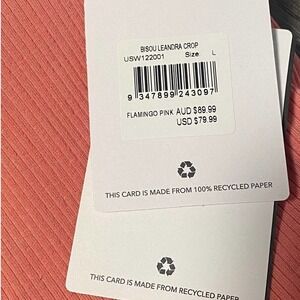 BISOU LEANDRA CROP
USW122001 Size L
9 347899 243097
FLAMINGO PINK AUD $89.99
USD $79.99
THIS CARD IS MADE FROM 100% RECYCLED PAPER
THIS CARD IS MADE FROM RECYCLED PAPER